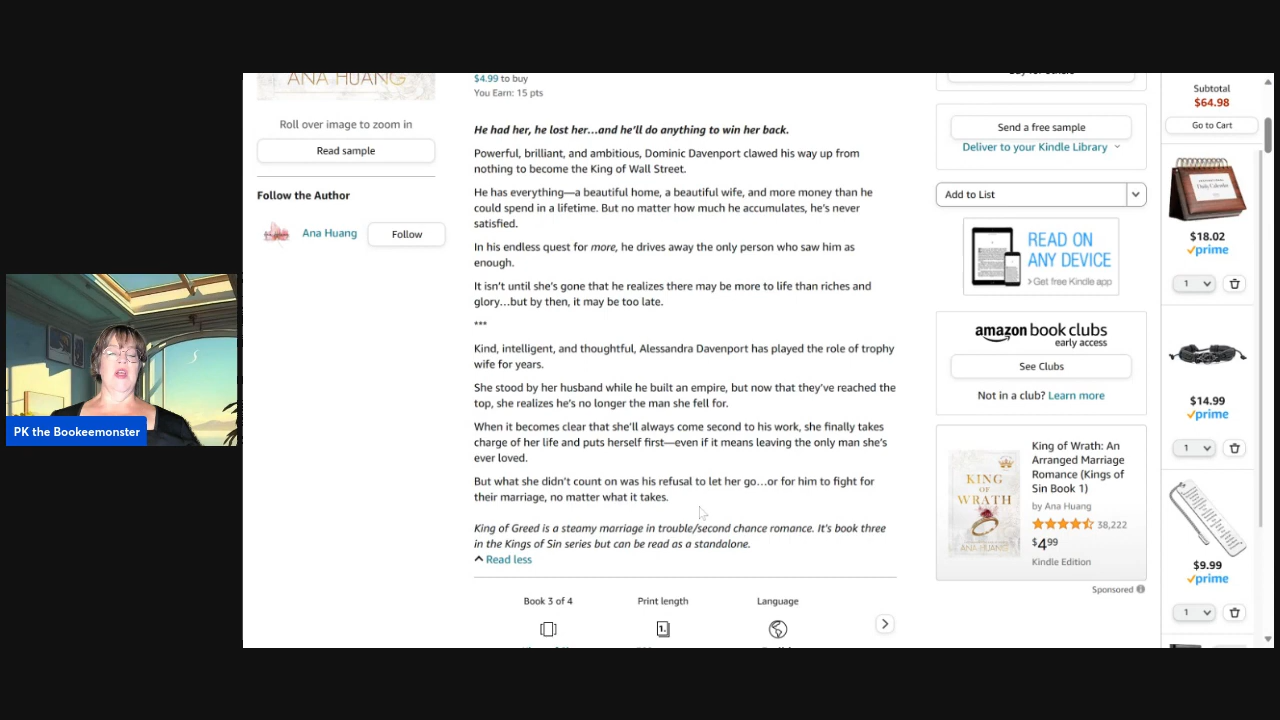 ANA HUANG
Roll over image to zoom in
Read sample
Follow the Author
Ana Huang
Follow
PK the Bookeemonster
$4.99 to buy
You Earn: 15 pts
He had her, he lost her…and he'll do anything to win her back.
Powerful, brilliant, and ambitious, Dominic Davenport clawed his way up from
nothing to become the King of Wall Street.
He has everything—a beautiful home, a beautiful wife, and more money than he
could spend in a lifetime. But no matter how much he accumulates, he's never
satisfied.
In his endless quest for more, he drives away the only person who saw him as
enough.
It isn't until she's gone that he realizes there may be more to life than riches and
glory…but by then, it may be too late.
***
Kind, intelligent, and thoughtful, Alessandra Davenport has played the role of trophy
wife for years.
She stood by her husband while he built an empire, but now that they've reached the
top, she realizes he's no longer the man she fell for.
When it becomes clear that she'll always come second to his work, she finally takes
charge of her life and puts herself first—even if it means leaving the only man she's
ever loved.
But what she didn't count on was his refusal to let her go…or for him to fight for
their marriage, no matter what it takes.
King of Greed is a steamy marriage in trouble/second chance romance. It's book three
in the Kings of Sin series but can be read as a standalone.
Read less
Book 3 of 4
Print length
Language
Send a free sample
Deliver to your Kindle Library
Add to List
READ ON
ANY DEVICE
> Get free Kindle app
amazon book clubs
early access
See Clubs
Not in a club? Learn more
KING
OF
WRATH
ANA HUANG
King of Wrath: An
Arranged Marriage
Romance (Kings of
Sin Book 1)
by Ana Huang
38,222
$4.99
Kindle Edition
Sponsored
Subtotal
$64.98
Go to Cart
Daily Calendar
$18.02
prime
1
$14.99
prime
1
$9.99
prime
1